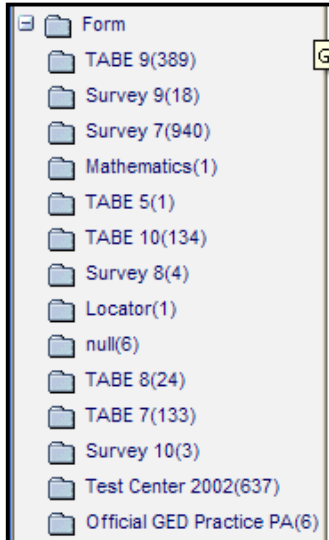 Form
TABE 9(389)
G
Survey 9(18)
Survey 7(940)
Mathematics(1)
TABE 5(1)
TABE 10(134)
Survey 8(4)
Locator(1)
null(6)
TABE 8(24)
TABE 7(133)
Survey 10(3)
Test Center 2002(637)
Official GED Practice PA(6)